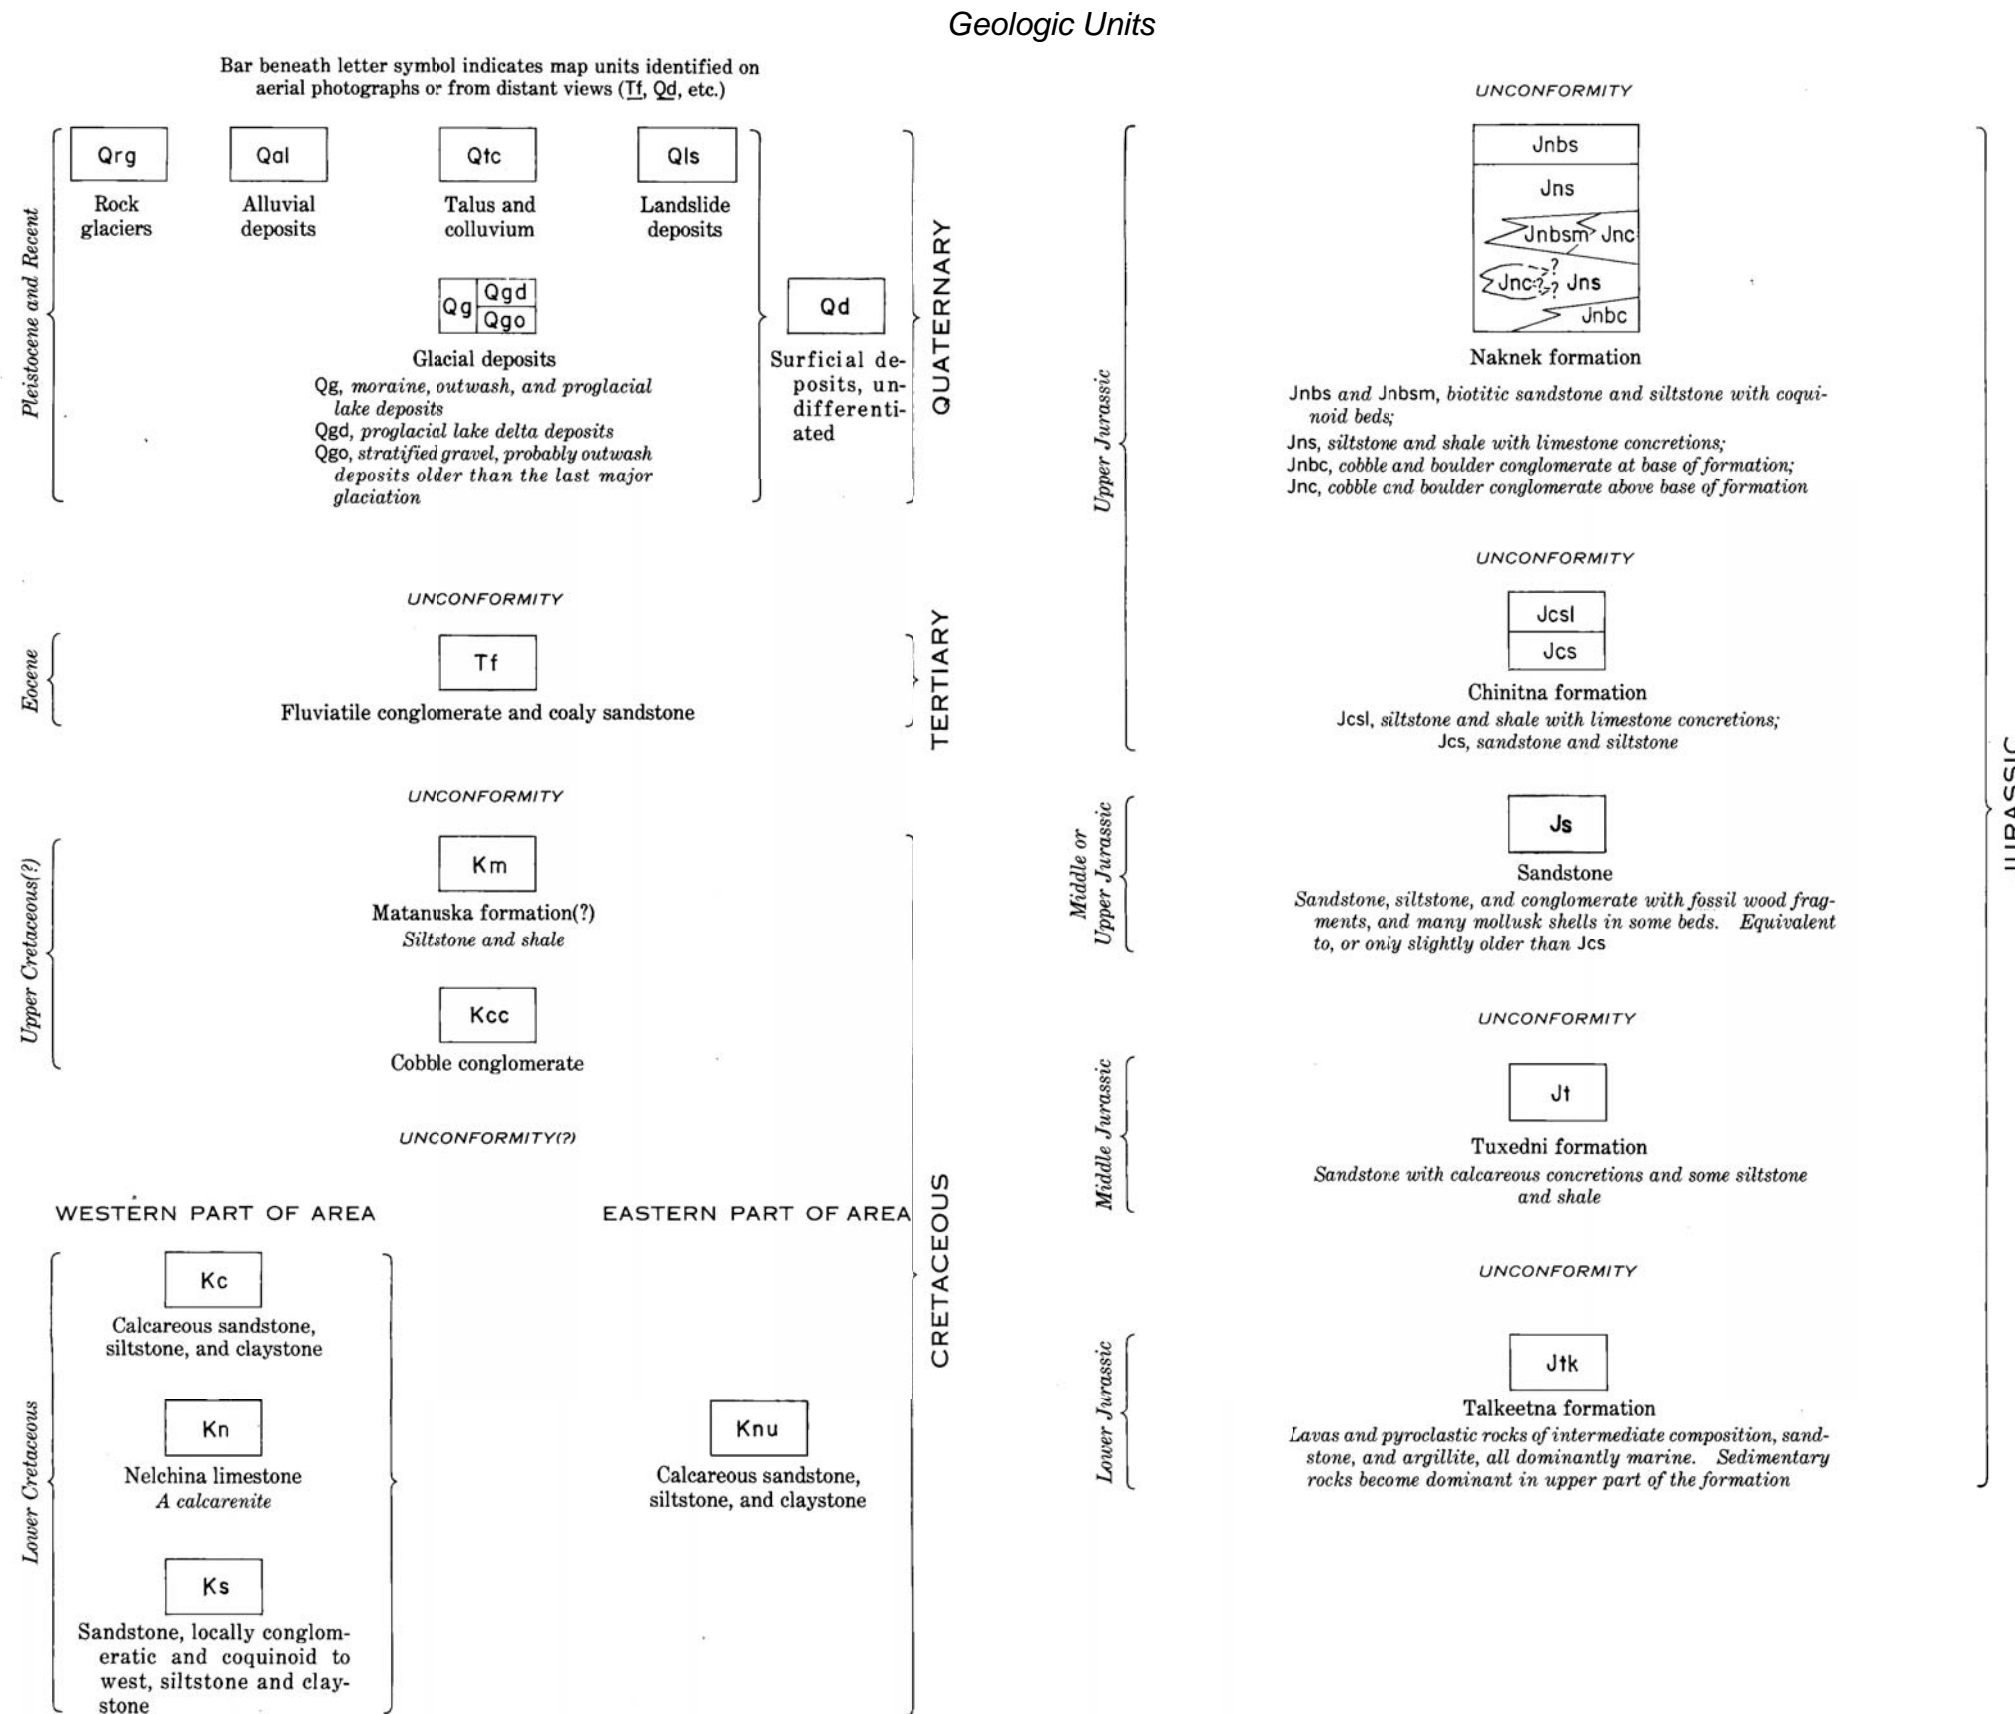 Geologic Units
Bar beneath letter symbol indicates map units identified on
aerial photographs or from distant views (Tf, Qd, etc.)
Pleistocene and Recent
Qrg
Rock
glaciers
Qal
Alluvial
deposits
Qtc
Talus and
colluvium
Qls
Landslide
deposits
Qg
Qgd
Qgo
Glacial deposits
Qg, moraine, outwash, and proglacial
lake deposits
Qgd, proglacial lake delta deposits
Qgo, stratified gravel, probably outwash
deposits older than the last major
glaciation
Qd
Surficial de-
posits, un-
differenti-
ated
QUATERNARY
UNCONFORMITY
Eocene
Tf
Fluviatile conglomerate and coaly sandstone
TERTIARY
UNCONFORMITY
Upper Cretaceous(?)
Km
Matanuska formation(?)
Siltstone and shale
Kcc
Cobble conglomerate
UNCONFORMITY(?)
WESTERN PART OF AREA
EASTERN PART OF AREA
Lower Cretaceous
Kc
Calcareous sandstone,
siltstone, and claystone
Kn
Nelchina limestone
A calcarenite
Ks
Sandstone, locally conglom-
eratic and coquinoid to
west, siltstone and clay-
stone
Knu
Calcareous sandstone,
siltstone, and claystone
CRETACEOUS
UNCONFORMITY
Upper Jurassic
Jnbs
Jns
Jnbsm Jnc
Jnc ? ? ? Jns
Jnbc
Naknek formation
Jnbs and Jnbsm, biotitic sandstone and siltstone with coqui-
noid beds;
Jns, siltstone and shale with limestone concretions;
Jnbc, cobble and boulder conglomerate at base of formation;
Jnc, cobble and boulder conglomerate above base of formation
UNCONFORMITY
Jcsl
Jcs
Chinitna formation
Jcsl, siltstone and shale with limestone concretions;
Jcs, sandstone and siltstone
Middle or
Upper Jurassic
Js
Sandstone
Sandstone, siltstone, and conglomerate with fossil wood frag-
ments, and many mollusk shells in some beds. Equivalent
to, or only slightly older than Jcs
UNCONFORMITY
Middle Jurassic
Jt
Tuxedni formation
Sandstone with calcareous concretions and some siltstone
and shale
UNCONFORMITY
Lower Jurassic
Jtk
Talkeetna formation
Lavas and pyroclastic rocks of intermediate composition, sand-
stone, and argillite, all dominantly marine. Sedimentary
rocks become dominant in upper part of the formation
JURASSIC